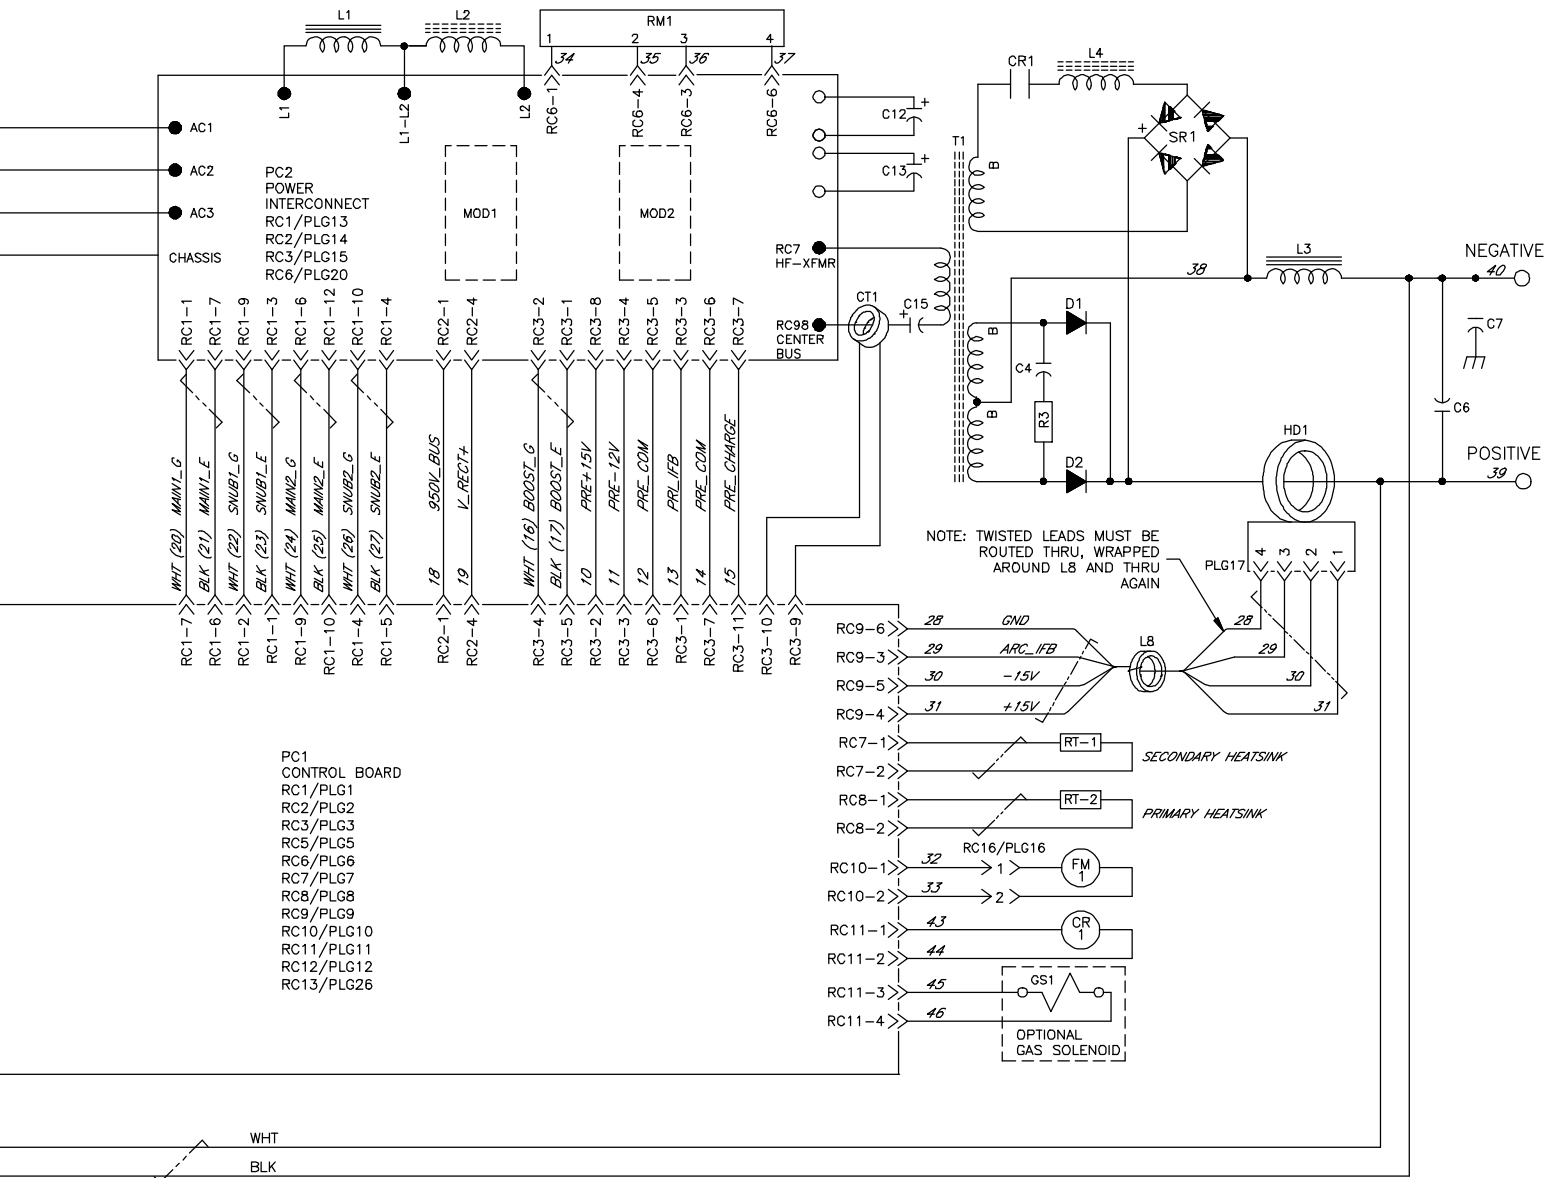 L1
L2
RM1
1 2 3 4
34 35 36 37
RC6-1
RC6-4
RC6-3
RC6-6
L1
L1-L2
L2
AC1
AC2
AC3
CHASSIS
PC2
POWER
INTERCONNECT
RC1/PLG13
RC2/PLG14
RC3/PLG15
RC6/PLG20
MOD1
MOD2
C12
+
C13
+
RC7
HF-XFMR
RC98
CENTER
BUS
CT1
C15
+
T1
B
B
B
CR1
L4
SR1
+
L3
38
NEGATIVE
40
C7
C6
D1
C4
R3
D2
HD1
POSITIVE
39
RC1-1
RC1-7
RC1-9
RC1-3
RC1-6
RC1-12
RC1-10
RC1-4
RC2-1
RC2-4
RC3-2
RC3-1
RC3-8
RC3-4
RC3-5
RC3-3
RC3-6
RC3-7
WHT (20) MAIN1_G
BLK (21) MAIN1_E
WHT (22) SNUB1_G
BLK (23) SNUB1_E
WHT (24) MAIN2_G
BLK (25) MAIN2_E
WHT (26) SNUB2_G
BLK (27) SNUB2_E
18 950V_BUS
19 V_RECT+
WHT (16) BOOST_G
BLK (17) BOOST_E
10 PRE+15V
11 PRE-12V
12 PRE_COM
13 PRI_IFB
14 PRE_COM
15 PRE_CHARGE
RC1-7
RC1-6
RC1-2
RC1-1
RC1-9
RC1-10
RC1-4
RC1-5
RC2-1
RC2-4
RC3-4
RC3-5
RC3-2
RC3-3
RC3-6
RC3-1
RC3-7
RC3-11
RC3-10
RC3-9
NOTE: TWISTED LEADS MUST BE
ROUTED THRU, WRAPPED
AROUND L8 AND THRU
AGAIN
PLG17
4 3 2 1
RC9-6 28 GND
RC9-3 29 ARC_IFB
RC9-5 30 -15V
RC9-4 31 +15V
L8
28
29
30
31
RC7-1
RT-1
RC7-2
SECONDARY HEATSINK
RC8-1
RT-2
RC8-2
PRIMARY HEATSINK
RC16/PLG16
RC10-1 32 1
FM
1
RC10-2 33 2
RC11-1 43
CR
1
RC11-2 44
RC11-3 45
GS1
RC11-4 46
OPTIONAL
GAS SOLENOID
PC1
CONTROL BOARD
RC1/PLG1
RC2/PLG2
RC3/PLG3
RC5/PLG5
RC6/PLG6
RC7/PLG7
RC8/PLG8
RC9/PLG9
RC10/PLG10
RC11/PLG11
RC12/PLG12
RC13/PLG26
WHT
BLK